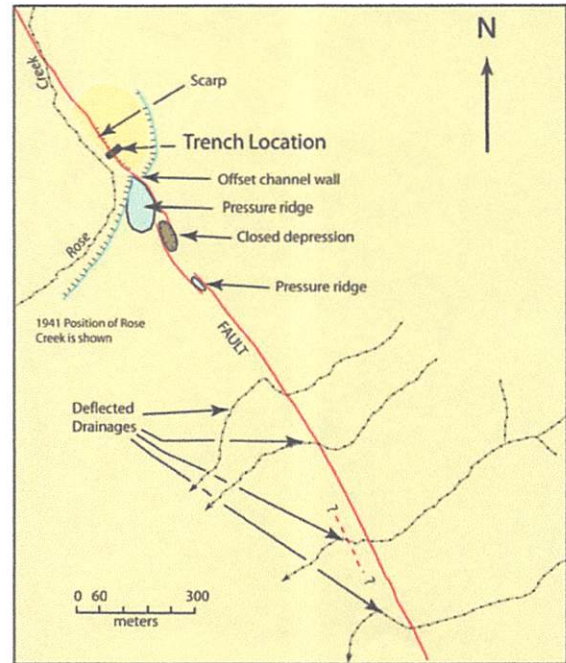 N
Creek
Scarp
Trench Location
Offset channel wall
Pressure ridge
Closed depression
Rose
Pressure ridge
1941 Position of Rose
Creek is shown
FAULT
Deflected
Drainages
?
?
0 60 300
meters